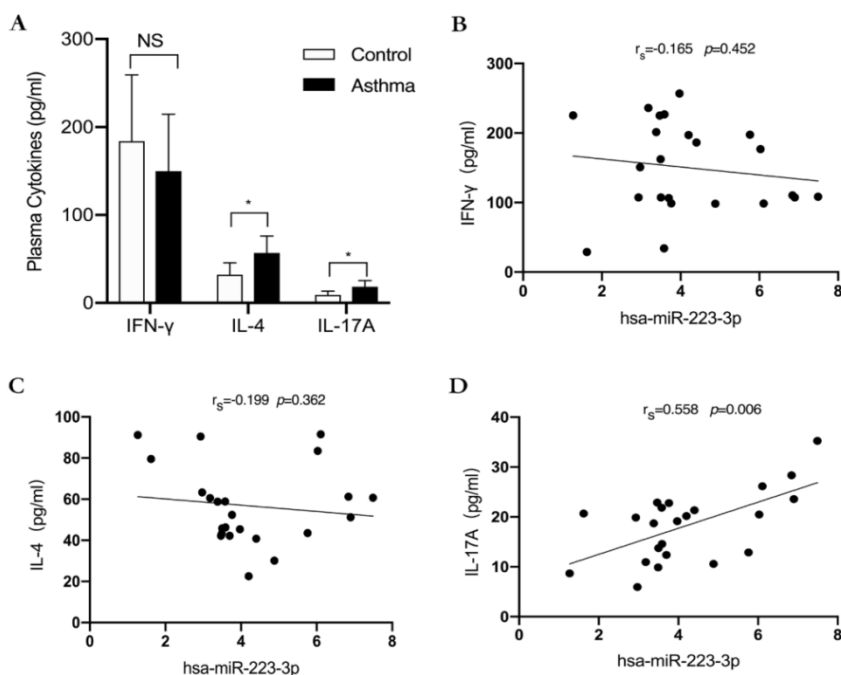 A
Plasma Cytokines (pg/ml)
300
200
100
0
NS
*
*
Control
Asthma
IFN-γ IL-4 IL-17A
B
rs=-0.165 p=0.452
IFN-γ (pg/ml)
300
200
100
0
0 2 4 6 8
hsa-miR-223-3p
C
rs=-0.199 p=0.362
IL-4 (pg/ml)
100
80
60
40
20
0
0 2 4 6 8
hsa-miR-223-3p
D
rs=0.558 p=0.006
IL-17A (pg/ml)
40
30
20
10
0
0 2 4 6 8
hsa-miR-223-3p